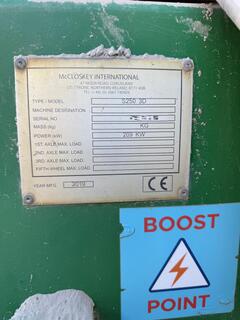 McCLOSKEY INTERNATIONAL
TYPE / MODEL S250 3D
MACHINE DESIGNATION
SERIAL NO
MASS (kg) KG
POWER (kW) 209 KW
1ST AXLE MAX. LOAD
2ND. AXLE MAX. LOAD
3RD. AXLE MAX. LOAD
FIFTH WHEEL MAX. LOAD
YEAR MFG. 2019 CE
BOOST
POINT